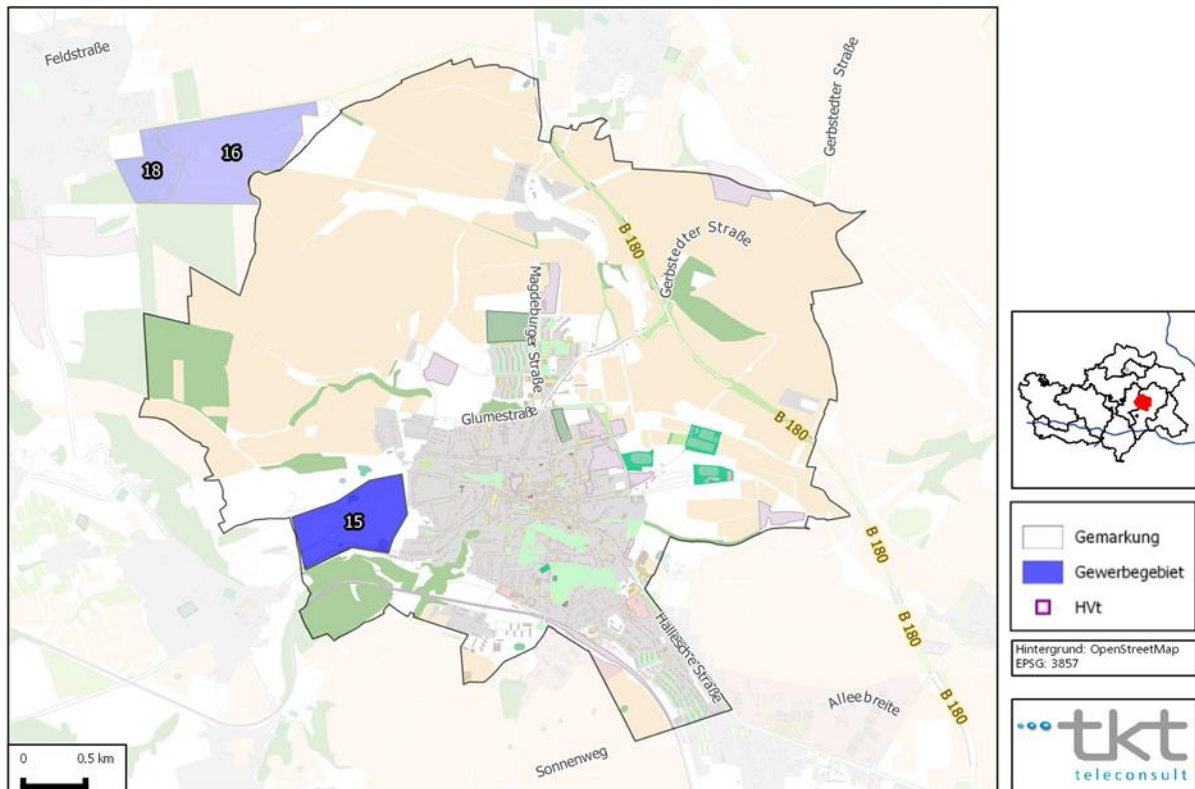 Feldstraße
Gerbstedter Straße
16
18
B 180
Gerbstedter Straße
Magdeburger Straße
Glumestraße
B 180
15
B 180
B 180
Hallesche Straße
Alleebreite
B 180
Sonnenweg
0 0,5 km
Gemarkung
Gewerbegebiet
HVt
Hintergrund: OpenStreetMap
EPSG: 3857
tkt
teleconsult